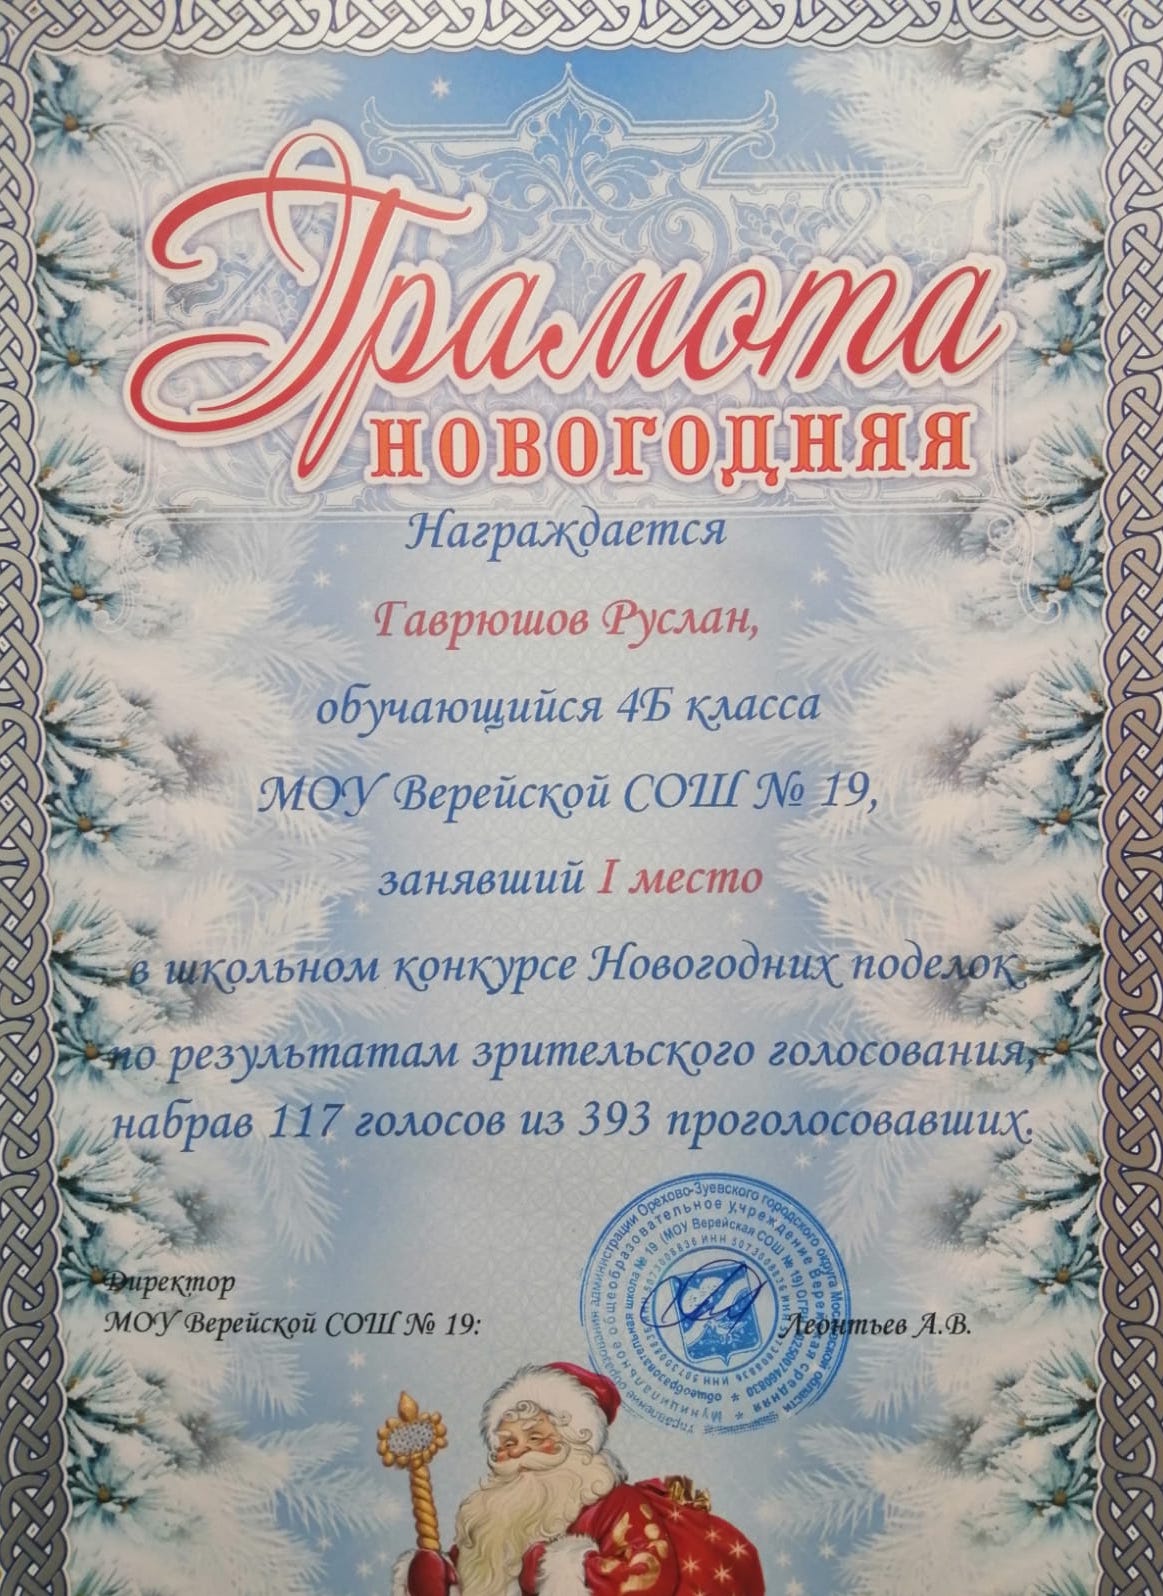 Грамота
новогодняя
Награждается
Гаврюшов Руслан,
обучающийся 4Б класса
МОУ Верейской СОШ № 19,
занявший I место
в школьном конкурсе Новогодних поделок
по результатам зрительского голосования,
набрав 117 голосов из 393 проголосовавших.
Директор
МОУ Верейской СОШ № 19:
Леонтьев А.В.
Управление образования администрации Орехово-Зуевского городского округа Московской области
Муниципальное общеобразовательное учреждение Верейская средняя
общеобразовательная школа № 19 (МОУ Верейская СОШ № 19)
ИНН 5073008836